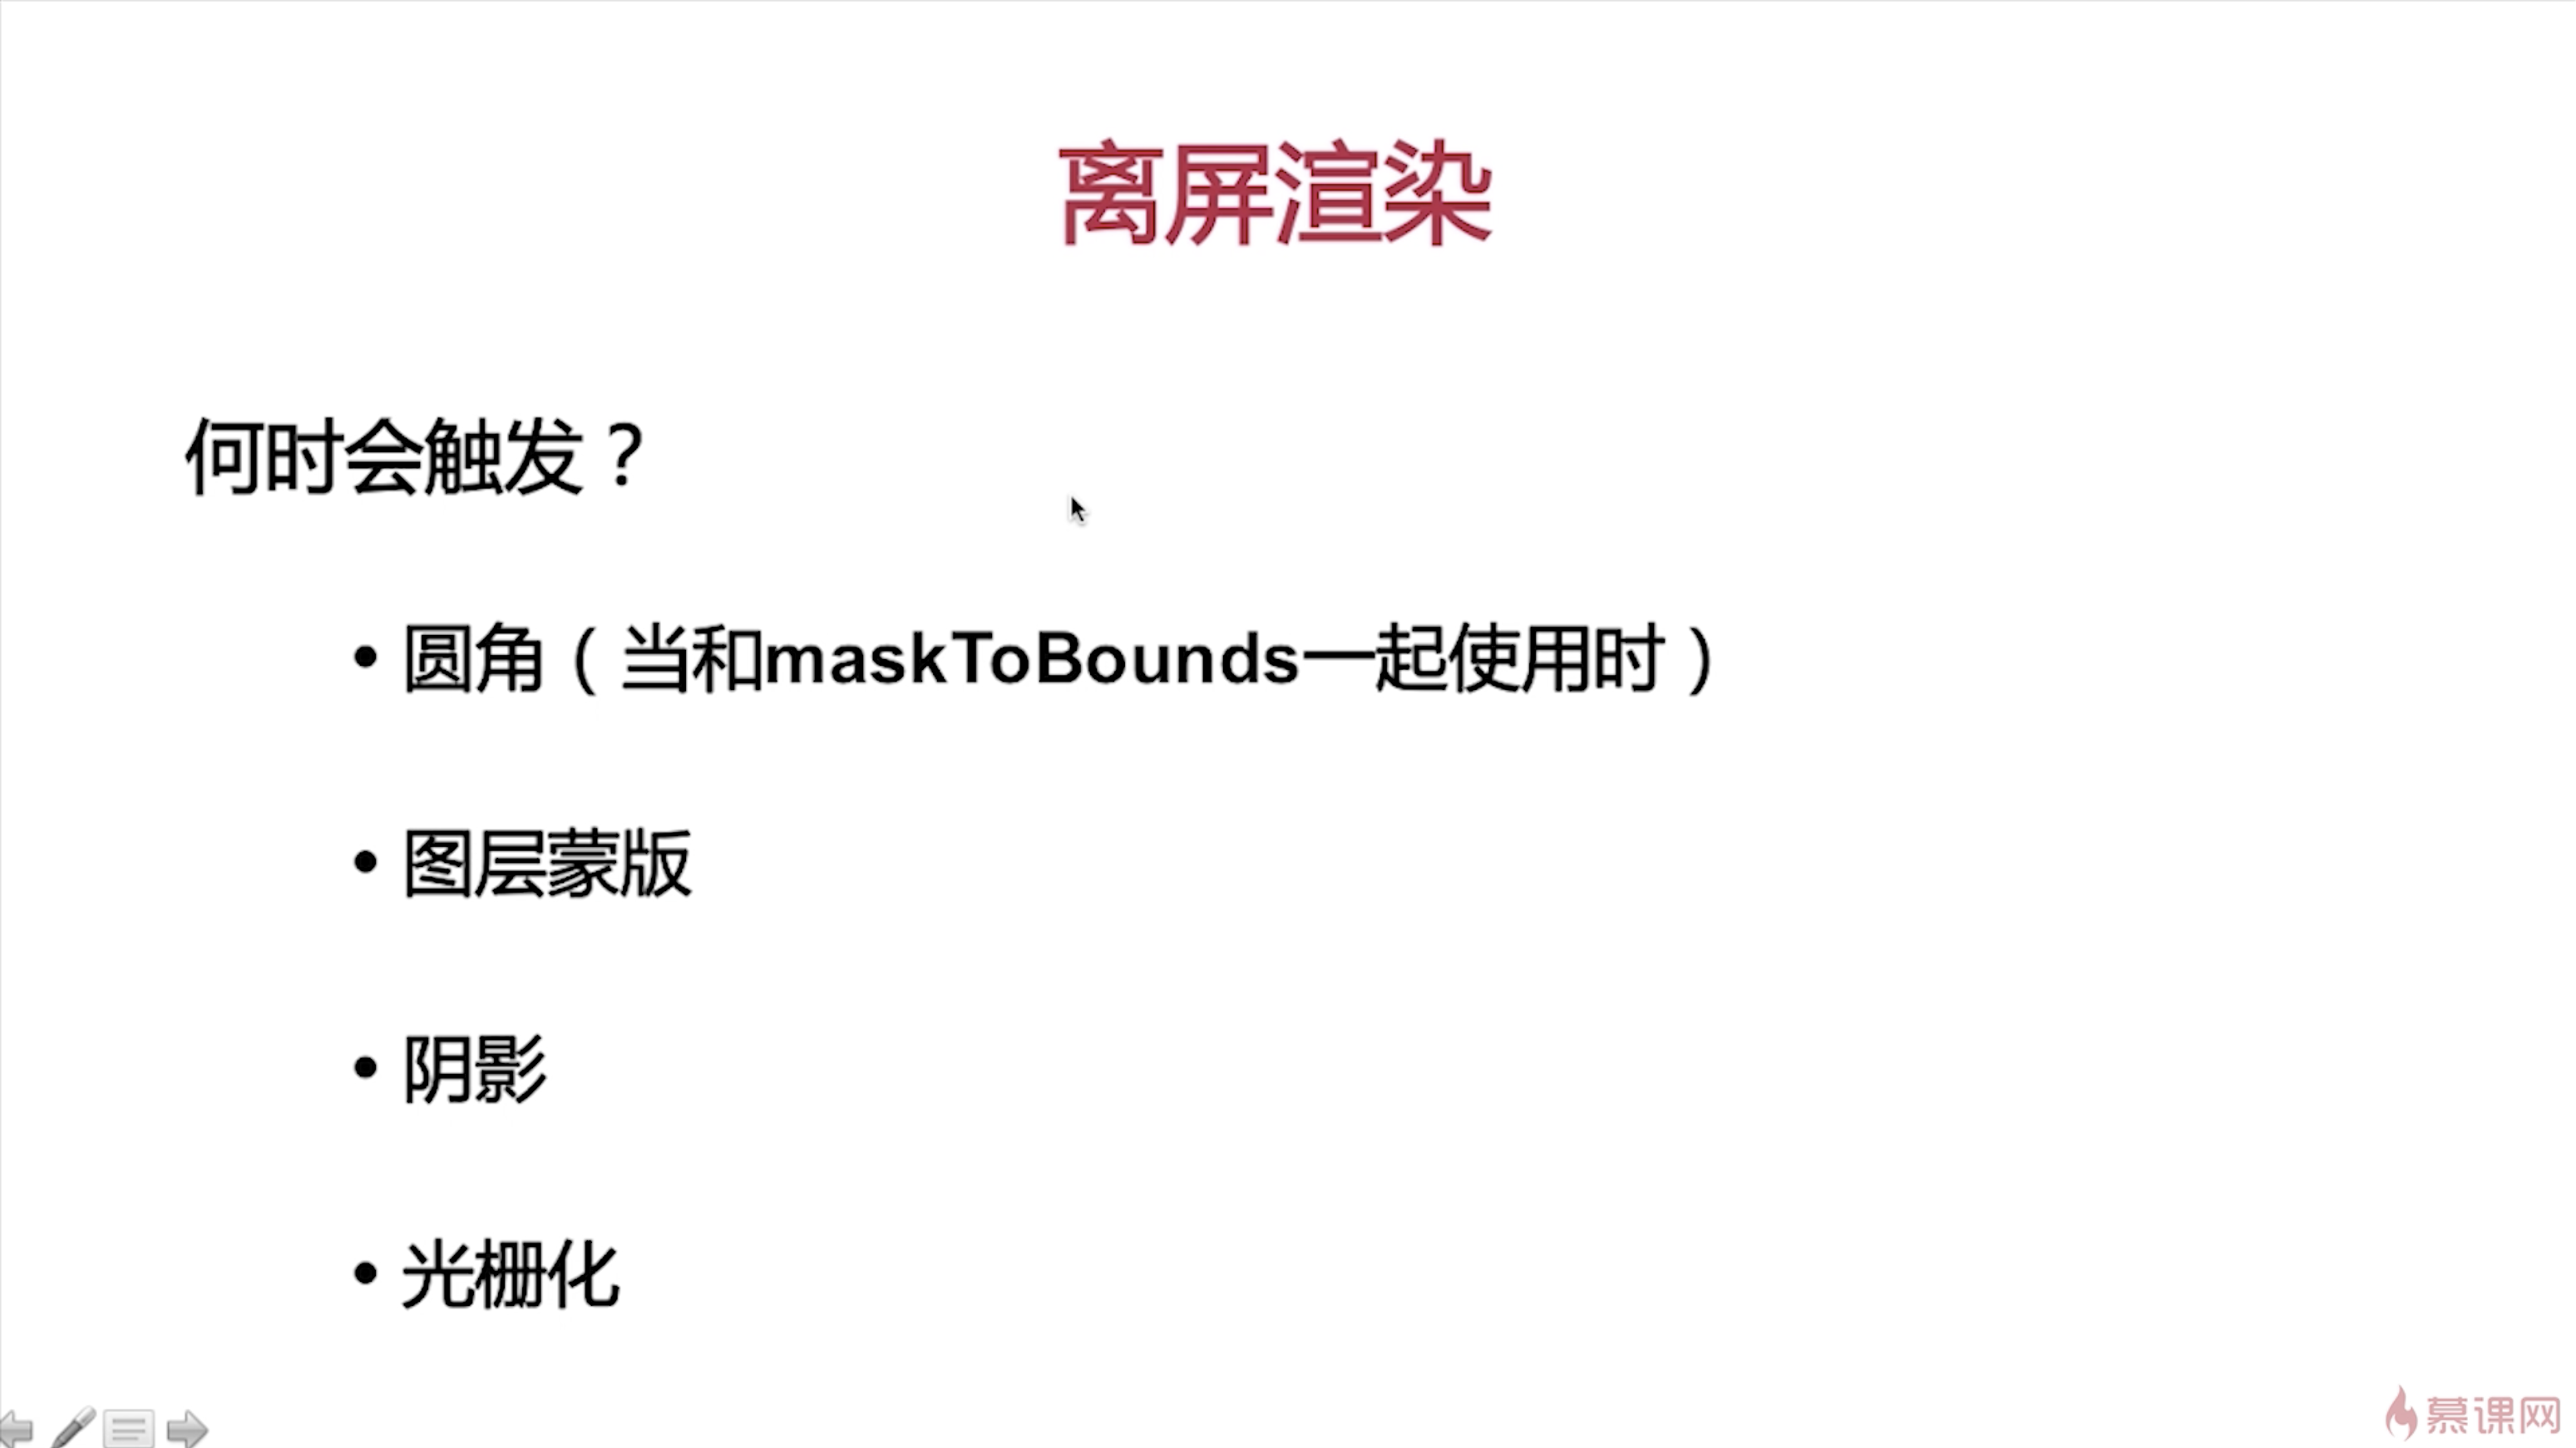 离屏渲染
何时会触发？
• 圆角（当和maskToBounds一起使用时）
• 图层蒙版
• 阴影
• 光栅化
慕课网